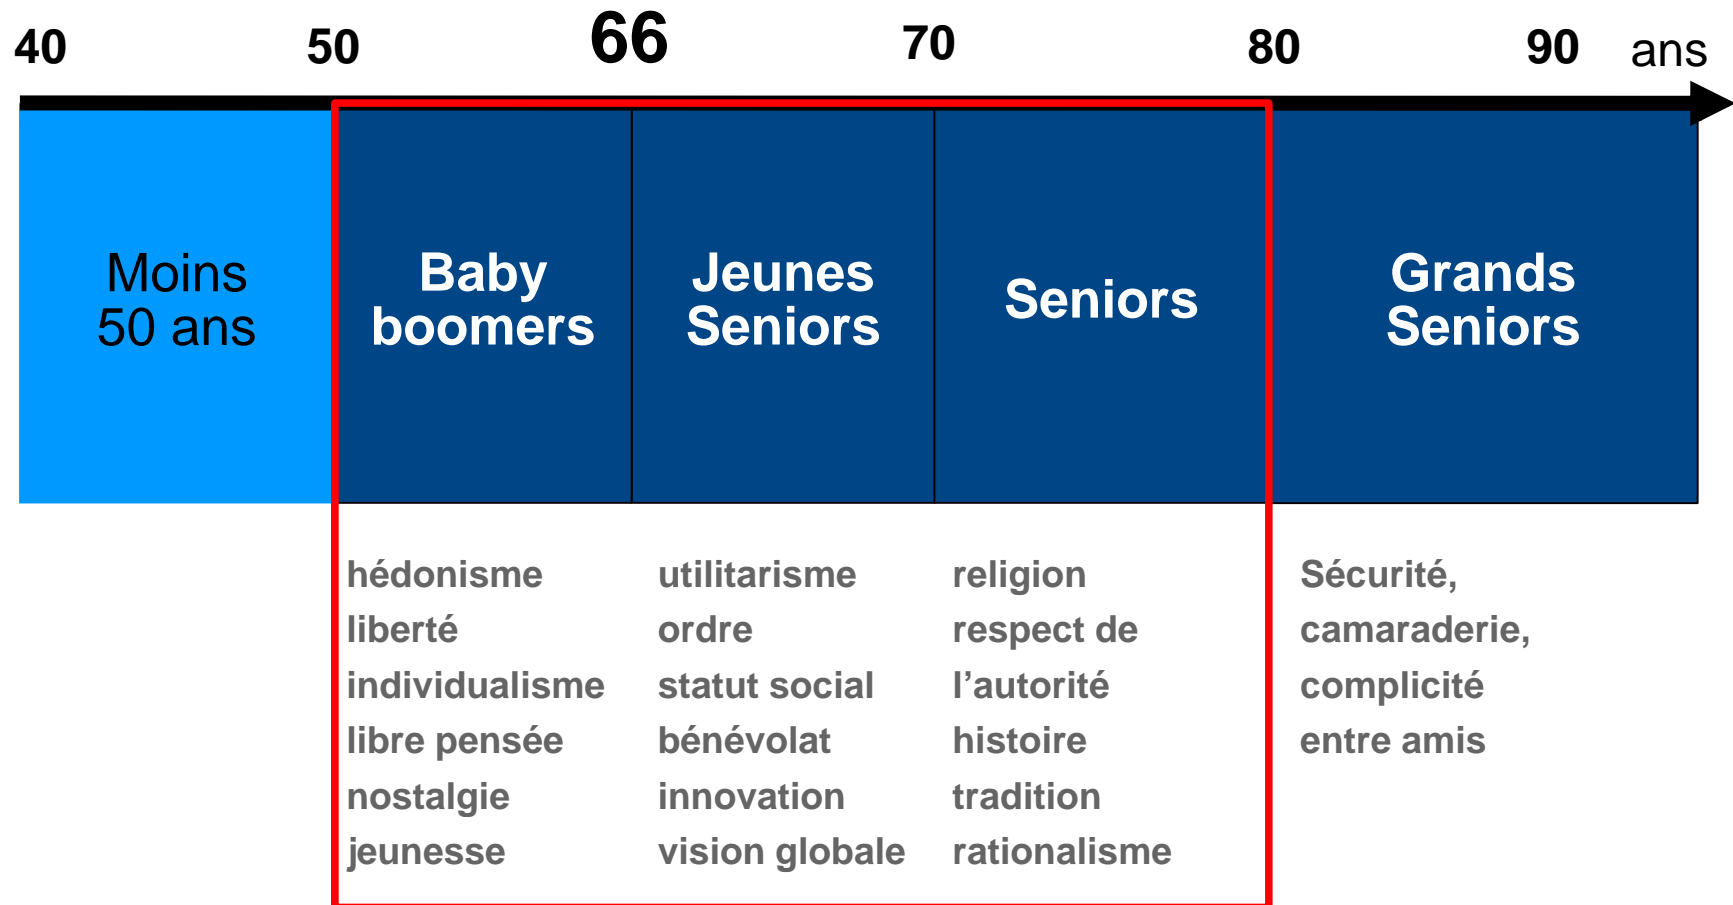 40 50 66 70 80 90 ans
Moins
50 ans
Baby
boomers
Jeunes
Seniors
Seniors
Grands
Seniors
hédonisme
liberté
individualisme
libre pensée
nostalgie
jeunesse
utilitarisme
ordre
statut social
bénévolat
innovation
vision globale
religion
respect de
l’autorité
histoire
tradition
rationalisme
Sécurité,
camaraderie,
complicité
entre amis